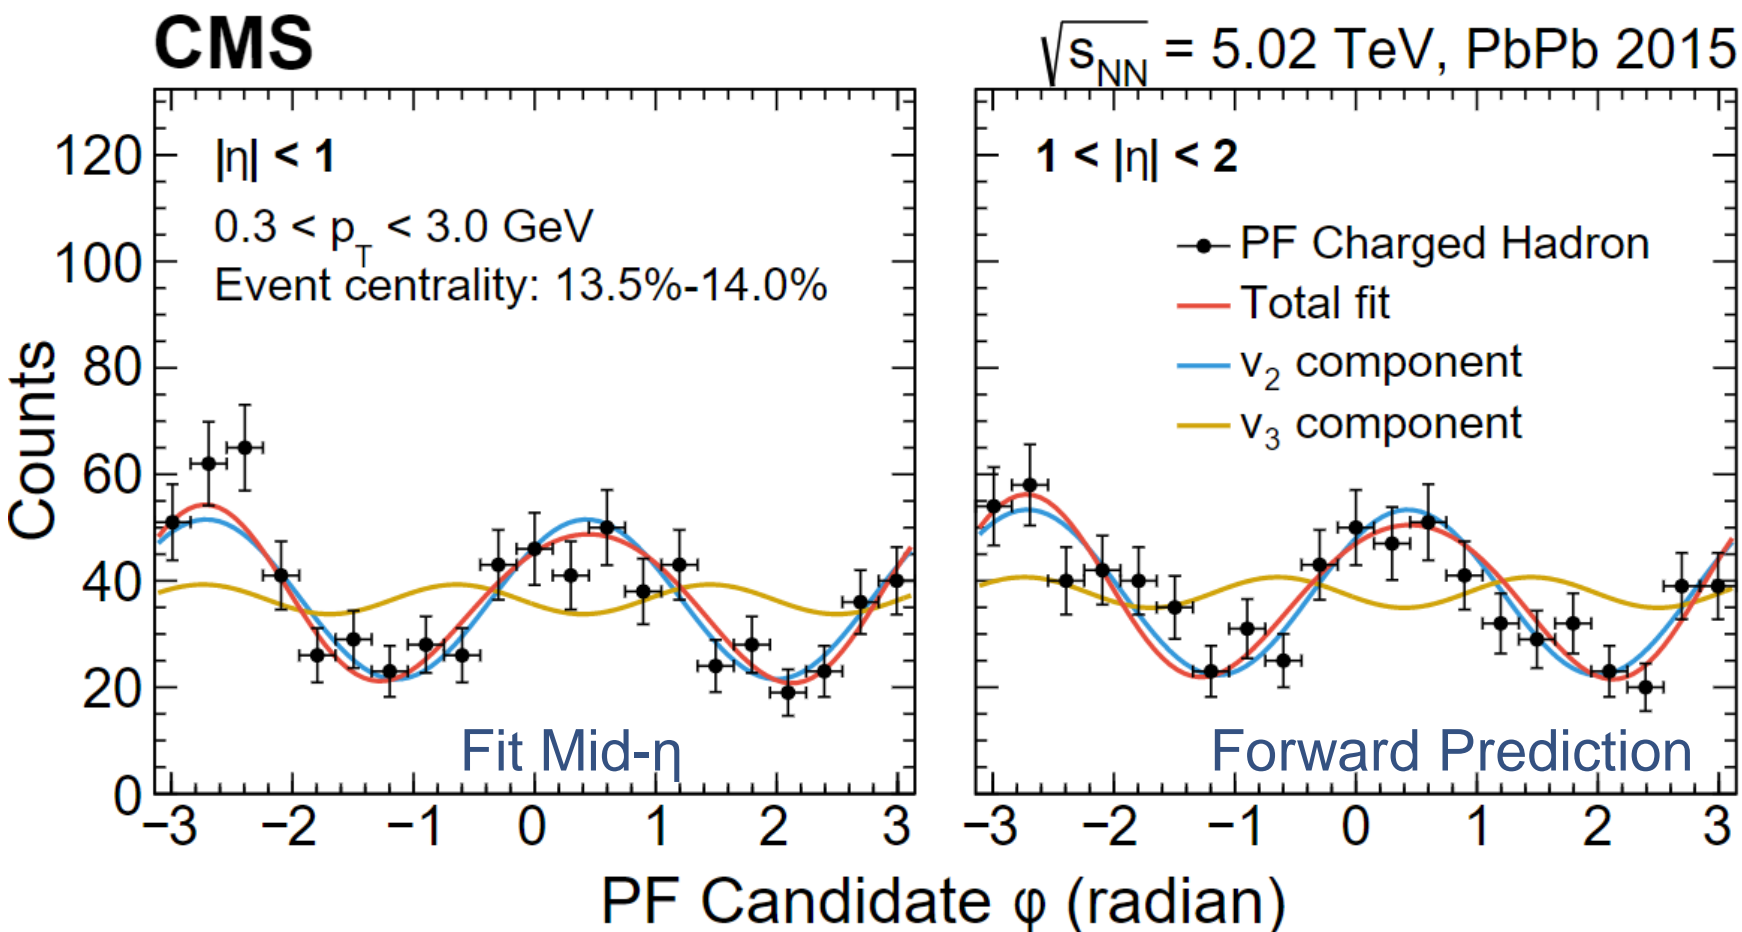 CMS
√sNN = 5.02 TeV, PbPb 2015
|η| < 1
0.3 < pT < 3.0 GeV
Event centrality: 13.5%-14.0%
1 < |η| < 2
PF Charged Hadron
Total fit
v2 component
v3 component
Counts
120
100
80
60
40
20
0
Fit Mid-η
Forward Prediction
−3 −2 −1 0 1 2 3
−3 −2 −1 0 1 2 3
PF Candidate φ (radian)